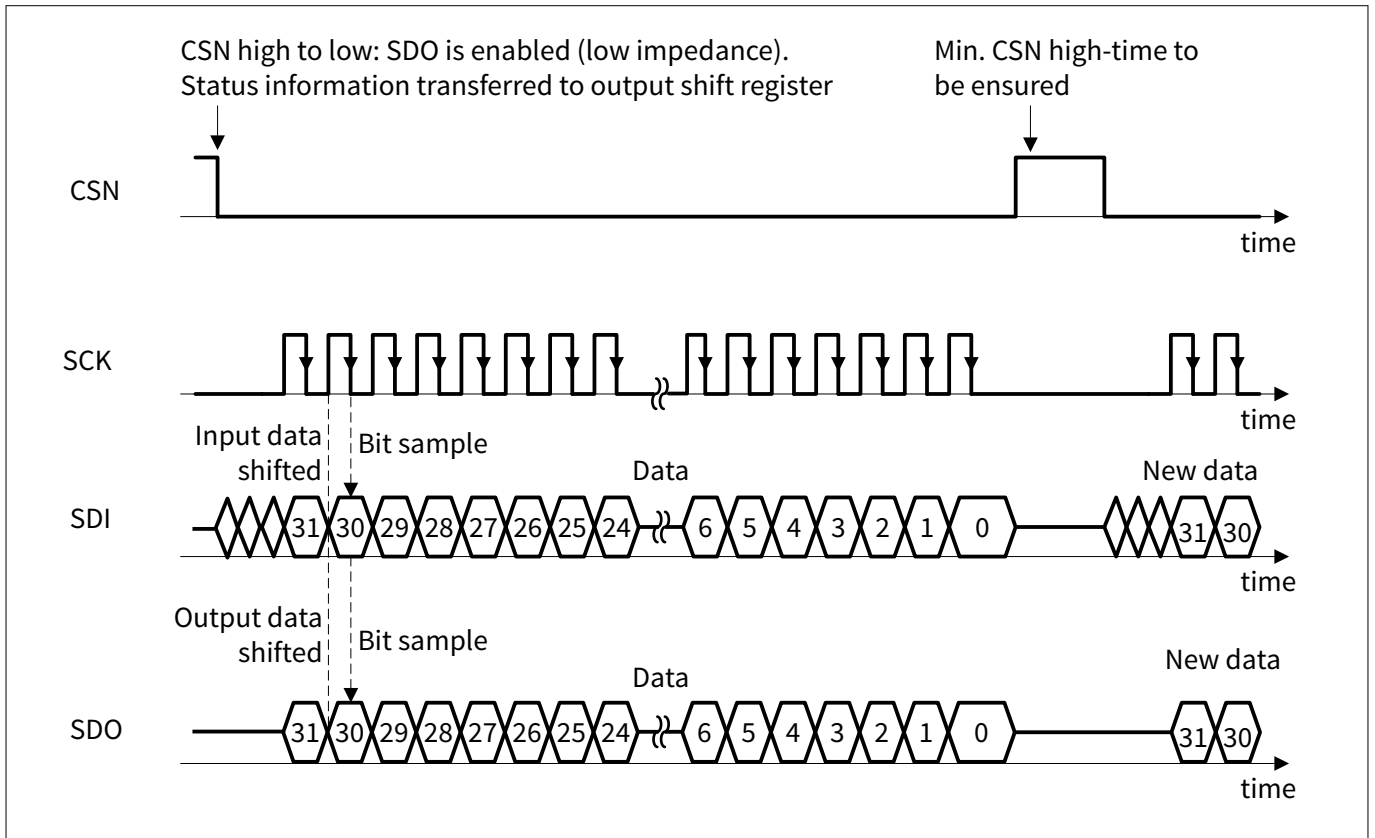 CSN high to low: SDO is enabled (low impedance).
Status information transferred to output shift register
Min. CSN high-time to
be ensured
CSN
time
SCK
time
Input data
shifted
Bit sample
Data
New data
SDI
31 30 29 28 27 26 25 24 6 5 4 3 2 1 0 31 30
time
Output data
shifted
Bit sample
Data
New data
SDO
31 30 29 28 27 26 25 24 6 5 4 3 2 1 0 31 30
time